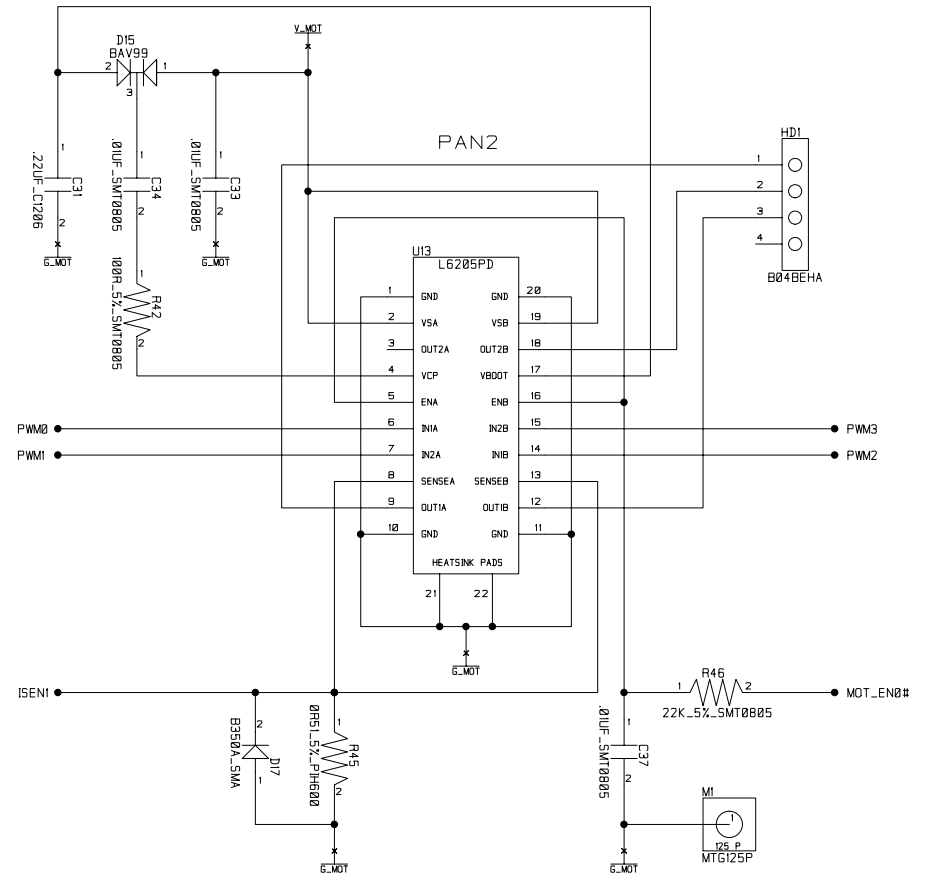 V_MOT
D15
BAV99
2
1
3
PAN2
HD1
1
2
3
4
B04BEHA
1
.22UF_C1206
C31
2
G_MOT
1
.01UF_SMT0805
C34
2
1
.01UF_SMT0805
C33
2
G_MOT
1
100R_5%_SMT0805
R42
2
U13
L6205PD
1 GND GND 20
2 VSA VSB 19
3 OUT2A OUT2B 18
4 VCP VBOOT 17
5 ENA ENB 16
6 IN1A IN2B 15
7 IN2A IN1B 14
8 SENSEA SENSEB 13
9 OUT1A OUT1B 12
10 GND GND 11
HEATSINK PADS
21 22
G_MOT
PWM0
PWM1
PWM3
PWM2
ISEN1
2
B350A_SMA
D17
1
1
0R51_5%_PIH600
R45
2
G_MOT
R46
1 2
22K_5%_SMT0805
MOT_EN0#
1
.01UF_SMT0805
C37
2
G_MOT
M1
1
125 P
MTG125P